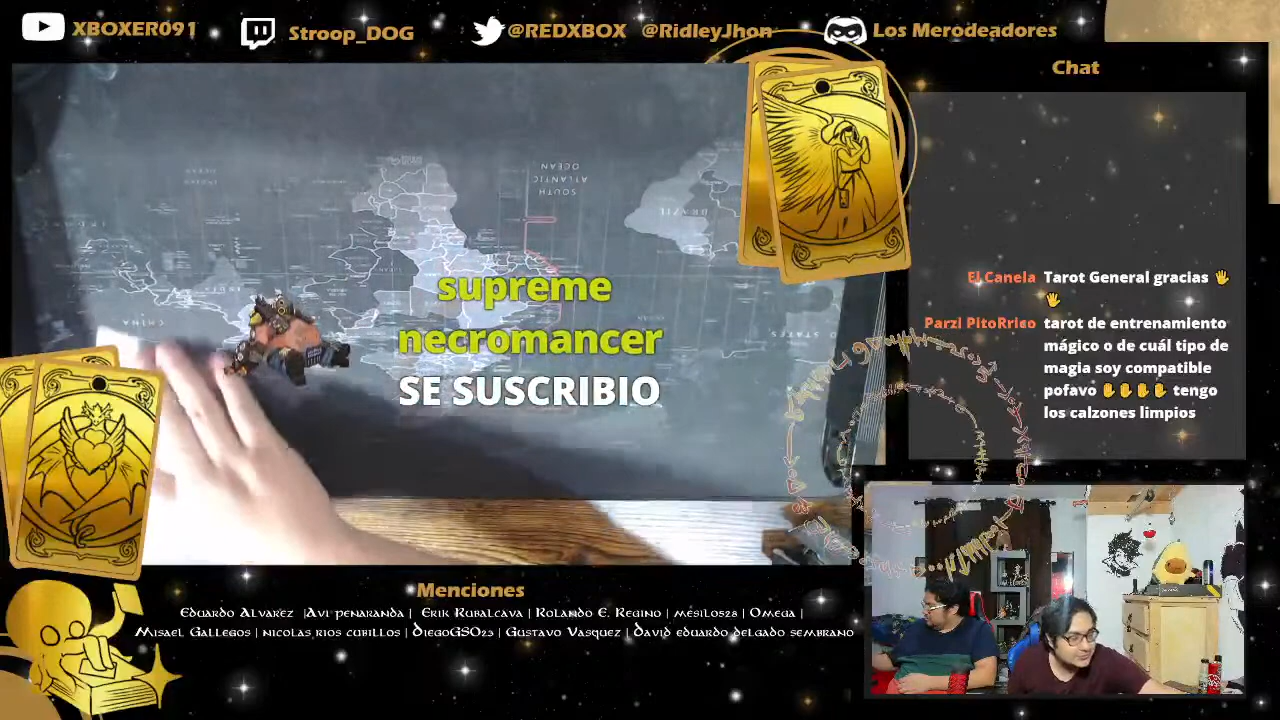 XBOXER091
Stroop_DOG
@REDXBOX @RidleyJhon
Los Merodeadores
Chat
SOUTH
ATLANTIC
OCEAN
BRAZIL
CHINA
supreme
necromancer
SE SUSCRIBIO
El Canela Tarot General gracias 🖐
🖐
Parzi PitoRrico tarot de entrenamiento
mágico o de cuál tipo de
magia soy compatible
pofavo ✋✋✋✋ tengo
los calzones limpios
Menciones
Eduardo Alvarez |Avi penaranda | Erik Rubalcava | Rolando E. Regino | mésil0528 | Omega |
Misael Gallegos | nicolas rios cubillos | DiegoGSO23 | Gustavo Vasquez | David eduardo delgado sembrano